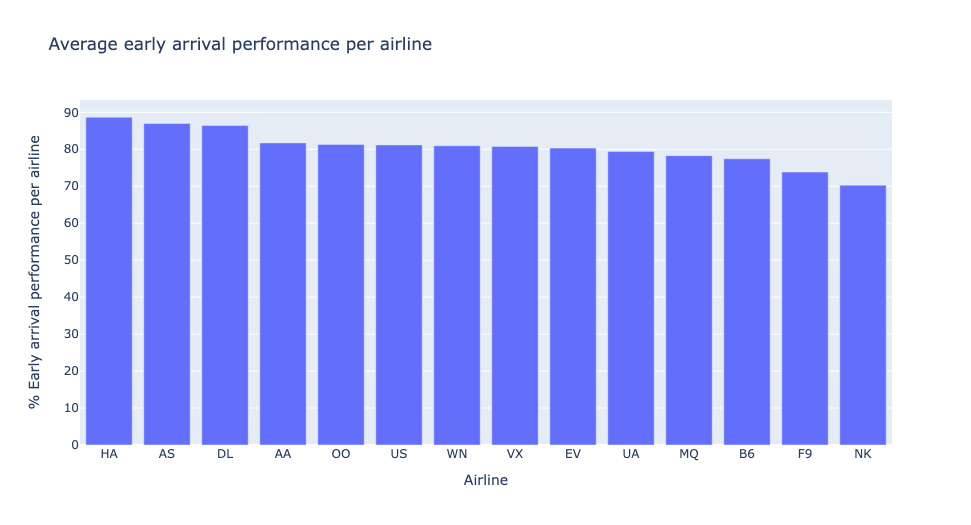 Average early arrival performance per airline
% Early arrival performance per airline
90
80
70
60
50
40
30
20
10
0
HA AS DL AA OO US WN VX EV UA MQ B6 F9 NK
Airline